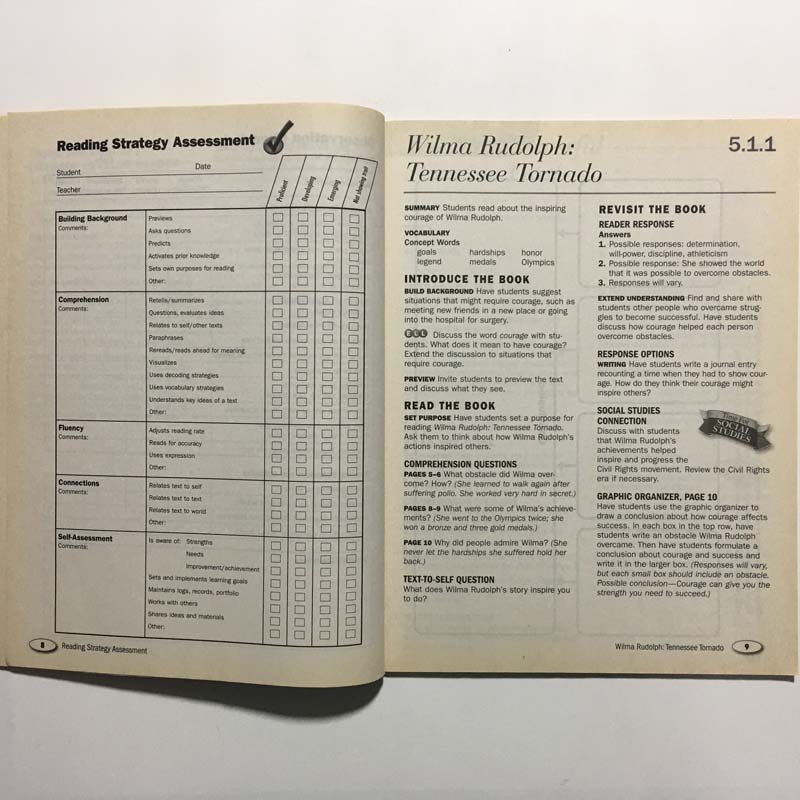 Reading Strategy Assessment
Student
Date
Teacher
Proficient
Developing
Emerging
Not showing trait
Building Background
Comments:
Previews
Asks questions
Predicts
Activates prior knowledge
Sets own purposes for reading
Other:
Comprehension
Comments:
Retells/summarizes
Questions, evaluates ideas
Relates to self/other texts
Paraphrases
Rereads/reads ahead for meaning
Visualizes
Uses decoding strategies
Uses vocabulary strategies
Understands key ideas of a text
Other:
Fluency
Comments:
Adjusts reading rate
Reads for accuracy
Uses expression
Other:
Connections
Comments:
Relates text to self
Relates text to text
Relates text to world
Other:
Self-Assessment
Comments:
Is aware of: Strengths
Needs
Improvement/achievement
Sets and implements learning goals
Maintains logs, records, portfolio
Works with others
Shares ideas and materials
Other:
8 Reading Strategy Assessment
Wilma Rudolph:
Tennessee Tornado
5.1.1
SUMMARY Students read about the inspiring
courage of Wilma Rudolph.
VOCABULARY
Concept Words
goals hardships honor
legend medals Olympics
INTRODUCE THE BOOK
BUILD BACKGROUND Have students suggest
situations that might require courage, such as
meeting new friends in a new place or going
into the hospital for surgery.
ELL Discuss the word courage with stu-
dents. What does it mean to have courage?
Extend the discussion to situations that
require courage.
PREVIEW Invite students to preview the text
and discuss what they see.
READ THE BOOK
SET PURPOSE Have students set a purpose for
reading Wilma Rudolph: Tennessee Tornado.
Ask them to think about how Wilma Rudolph's
actions inspired others.
COMPREHENSION QUESTIONS
PAGES 5–6 What obstacle did Wilma over-
come? How? (She learned to walk again after
suffering polio. She worked very hard in secret.)
PAGES 8–9 What were some of Wilma's achieve-
ments? (She went to the Olympics twice; she
won a bronze and three gold medals.)
PAGE 10 Why did people admire Wilma? (She
never let the hardships she suffered hold her
back.)
TEXT-TO-SELF QUESTION
What does Wilma Rudolph's story inspire you
to do?
REVISIT THE BOOK
READER RESPONSE
Answers
1. Possible responses: determination,
will-power, discipline, athleticism
2. Possible response: She showed the world
that it was possible to overcome obstacles.
3. Responses will vary.
EXTEND UNDERSTANDING Find and share with
students other people who overcame strug-
gles to become successful. Have students
discuss how courage helped each person
overcome obstacles.
RESPONSE OPTIONS
WRITING Have students write a journal entry
recounting a time when they had to show cour-
age. How do they think their courage might
inspire others?
SOCIAL STUDIES
CONNECTION
Discuss with students
that Wilma Rudolph's
achievements helped
inspire and progress the
Civil Rights movement. Review the Civil Rights
era if necessary.
Time for
SOCIAL
STUDIES
GRAPHIC ORGANIZER, PAGE 10
Have students use the graphic organizer to
draw a conclusion about how courage affects
success. In each box in the top row, have
students write an obstacle Wilma Rudolph
overcame. Then have students formulate a
conclusion about courage and success and
write it in the larger box. (Responses will vary,
but each small box should include an obstacle.
Possible conclusion—Courage can give you the
strength you need to succeed.)
Wilma Rudolph: Tennessee Tornado 9